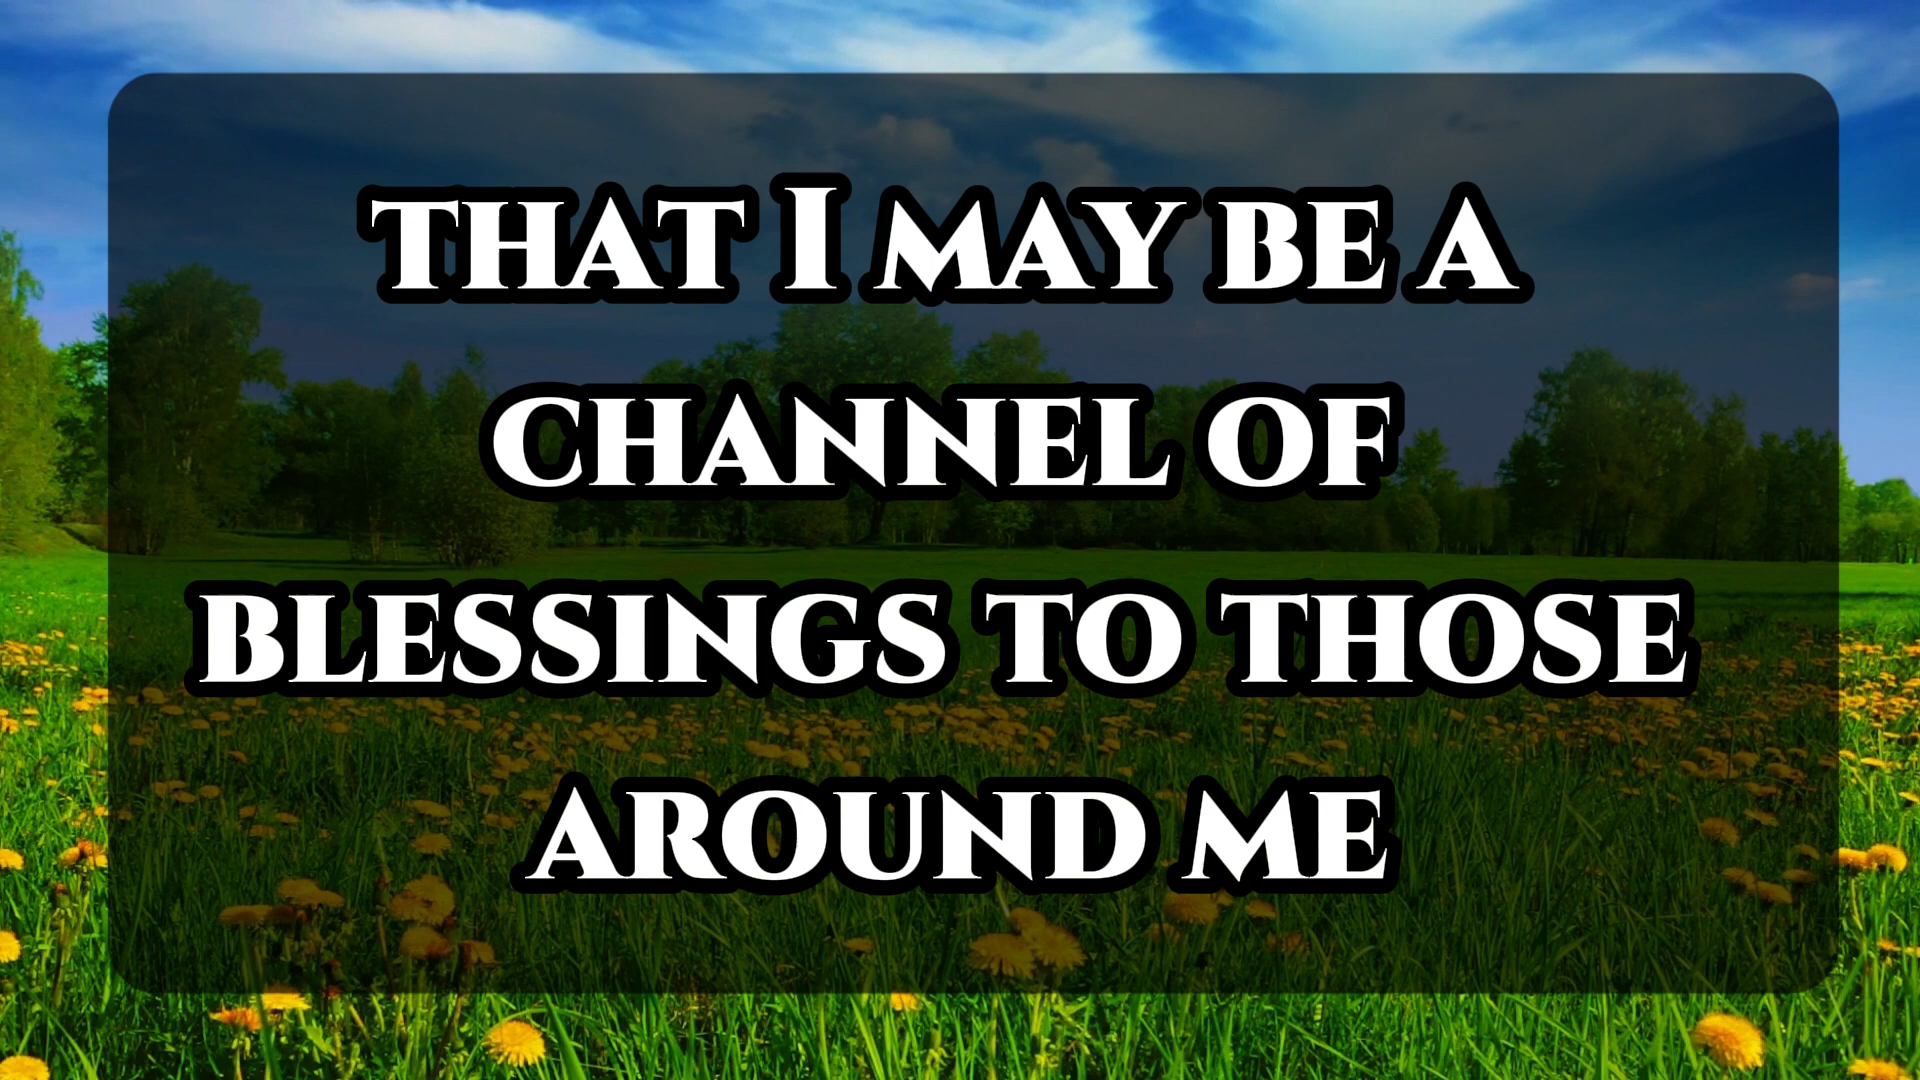 that I may be a
channel of
blessings to those
around me